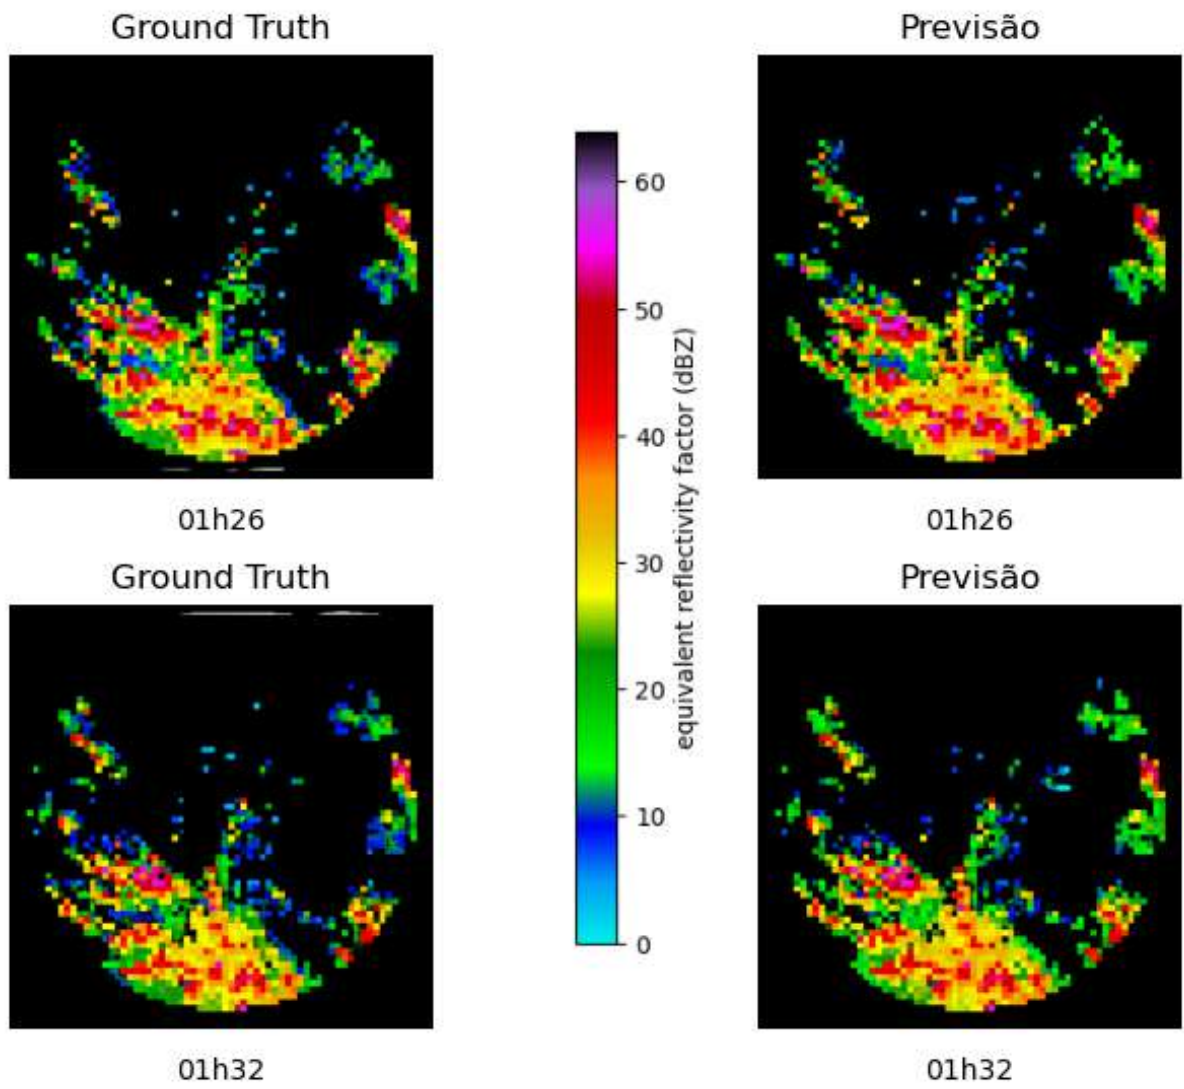 Ground Truth
Previsão
60
50
40
30
20
10
0
equivalent reflectivity factor (dBZ)
01h26
01h26
Ground Truth
Previsão
01h32
01h32